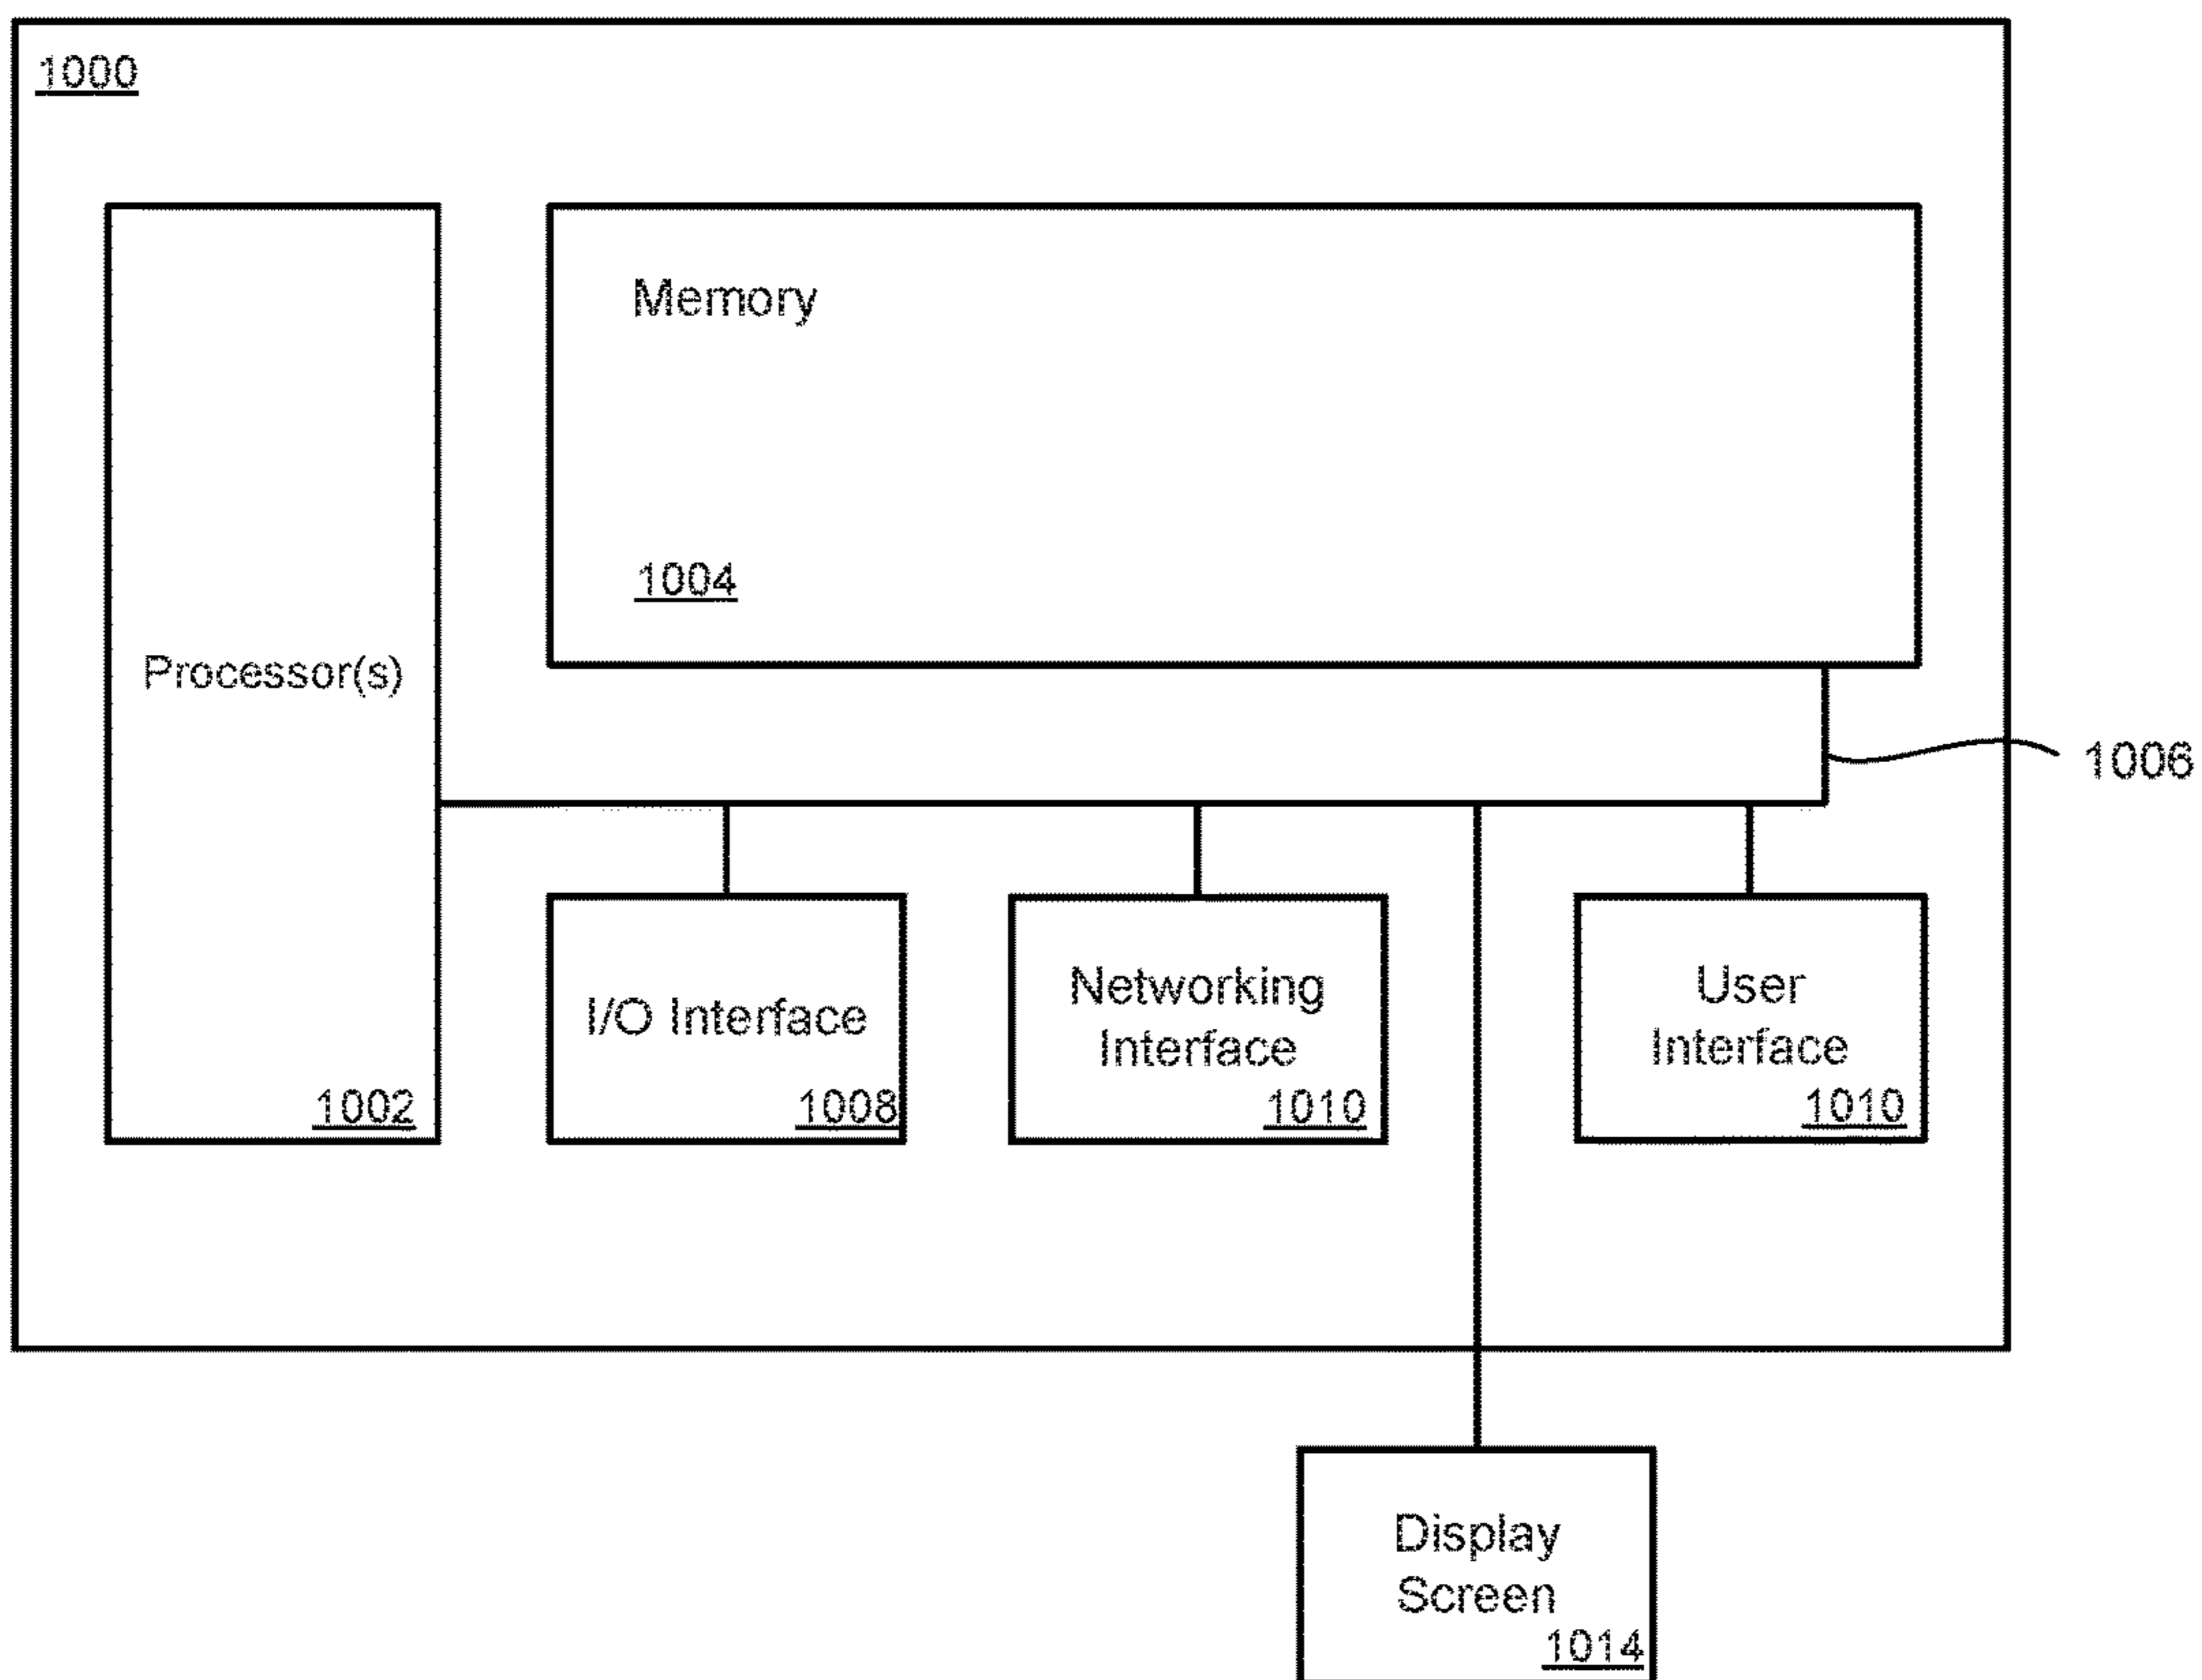 1000
Memory
1004
Processor(s)
1002
1006
I/O Interface
1008
Networking
Interface
1010
User
Interface
1010
Display
Screen
1014